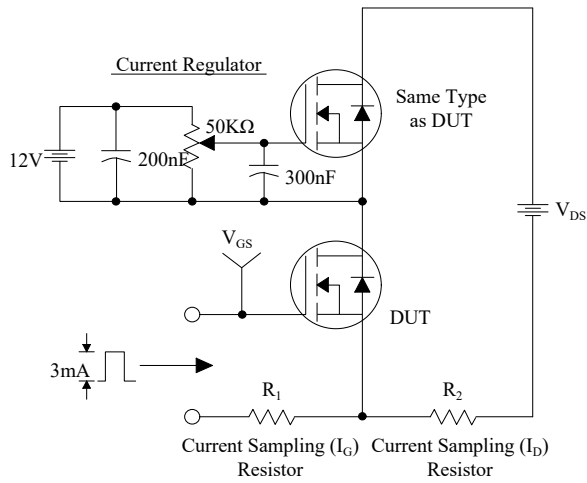 Current Regulator
50KΩ
Same Type
as DUT
12V
200nF
300nF
V_DS
V_GS
DUT
3mA
R_1
R_2
Current Sampling (I_G)
Resistor
Current Sampling (I_D)
Resistor